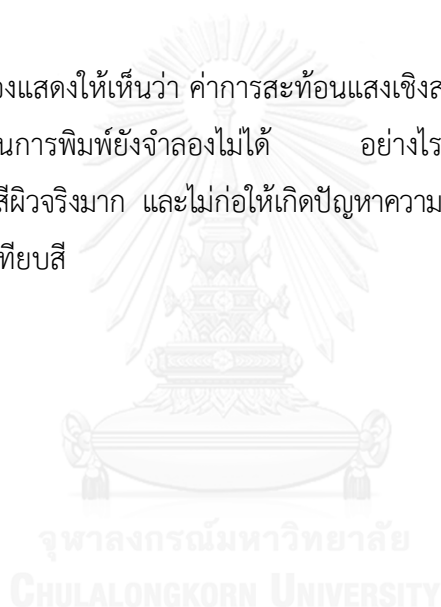 องแสดงให้เห็นว่า ค่าการสะท้อนแสงเชิงส
นการพิมพ์ยังจำลองไม่ได้ อย่างไร
สีผิวจริงมาก และไม่ก่อให้เกิดปัญหาความ
ทียบสี
จุฬาลงกรณ์มหาวิทยาลัย
CHULALONGKORN UNIVERSITY